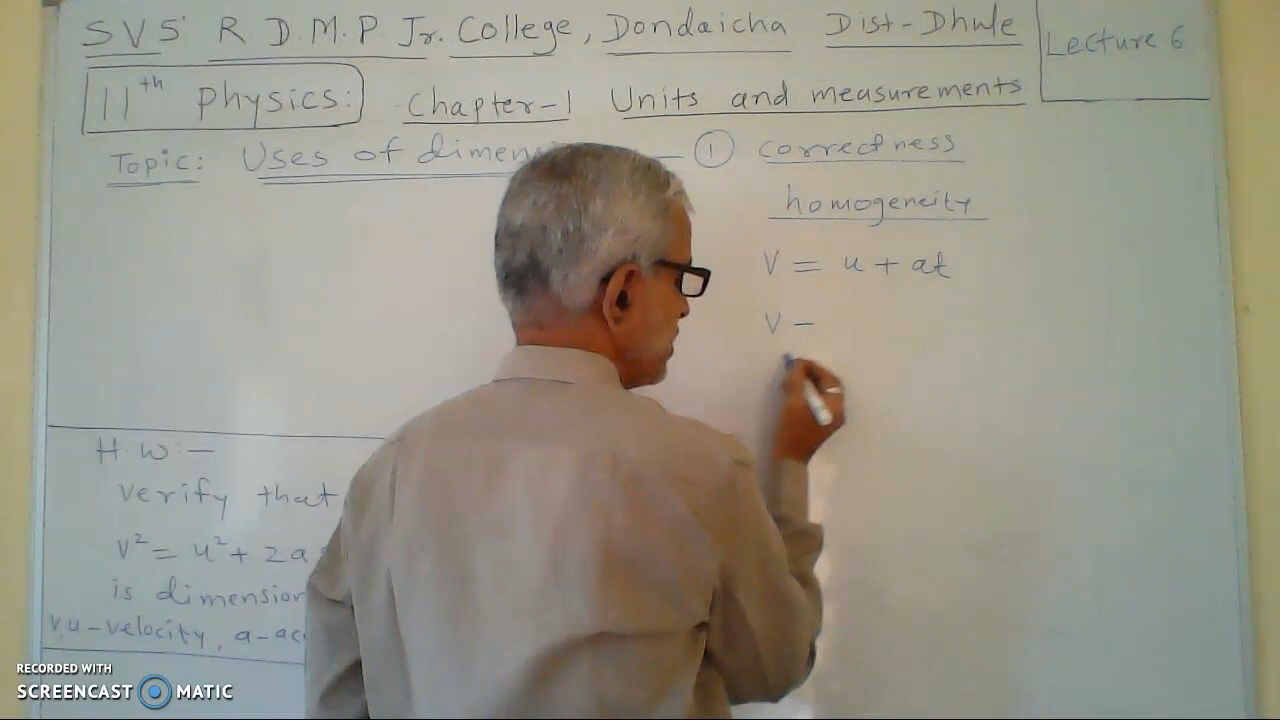 SVS' R.D.M.P. Jr. College, Dondaicha Dist-Dhule
Lecture 6
11th Physics: Chapter-1 Units and measurements
Topic: Uses of dimens — ① correctness
homogeneity
V = u + at
V –
H.W:-
verify that
v² = u² + 2a
is dimension
v,u-velocity, a-ac
RECORDED WITH
SCREENCAST MATIC